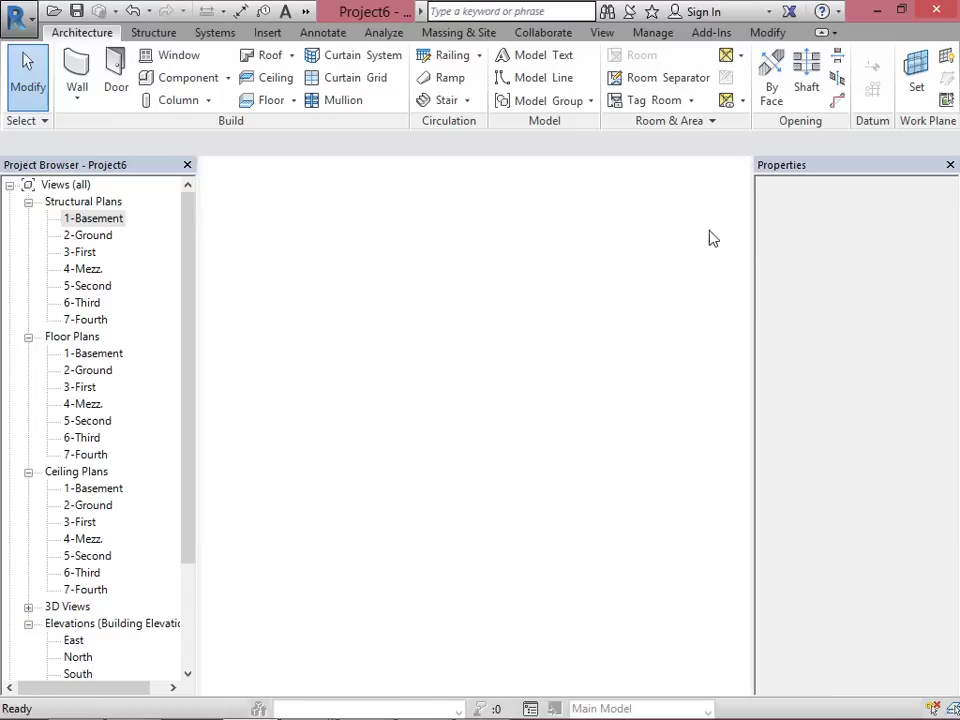 Project6 - ...
Type a keyword or phrase
Sign In
Architecture Structure Systems Insert Annotate Analyze Massing & Site Collaborate View Manage Add-Ins Modify
Modify
Wall
Door
Window
Component
Column
Roof
Ceiling
Floor
Curtain System
Curtain Grid
Mullion
Railing
Ramp
Stair
Model Text
Model Line
Model Group
Room
Room Separator
Tag Room
By Face
Shaft
Set
Select Build Circulation Model Room & Area Opening Datum Work Plane
Project Browser - Project6
Views (all)
Structural Plans
1-Basement
2-Ground
3-First
4-Mezz.
5-Second
6-Third
7-Fourth
Floor Plans
1-Basement
2-Ground
3-First
4-Mezz.
5-Second
6-Third
7-Fourth
Ceiling Plans
1-Basement
2-Ground
3-First
4-Mezz.
5-Second
6-Third
7-Fourth
3D Views
Elevations (Building Elevatic
East
North
South
Properties
Ready
:0
Main Model